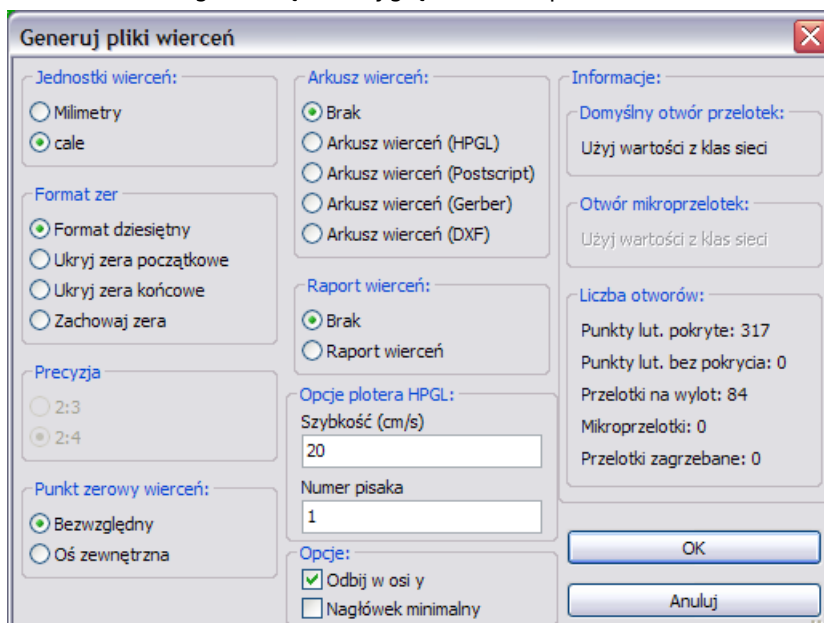 Generuj pliki wierceń
Jednostki wierceń:
Milimetry
cale
Format zer
Format dziesiętny
Ukryj zera początkowe
Ukryj zera końcowe
Zachowaj zera
Precyzja
2:3
2:4
Punkt zerowy wierceń:
Bezwzględny
Oś zewnętrzna
Arkusz wierceń:
Brak
Arkusz wierceń (HPGL)
Arkusz wierceń (Postscript)
Arkusz wierceń (Gerber)
Arkusz wierceń (DXF)
Raport wierceń:
Brak
Raport wierceń
Opcje plotera HPGL:
Szybkość (cm/s)
20
Numer pisaka
1
Opcje:
Odbij w osi y
Nagłówek minimalny
Informacje:
Domyślny otwór przelotek:
Użyj wartości z klas sieci
Otwór mikroprzelotek:
Użyj wartości z klas sieci
Liczba otworów:
Punkty lut. pokryte: 317
Punkty lut. bez pokrycia: 0
Przelotki na wylot: 84
Mikroprzelotki: 0
Przelotki zagrzebane: 0
OK
Anuluj